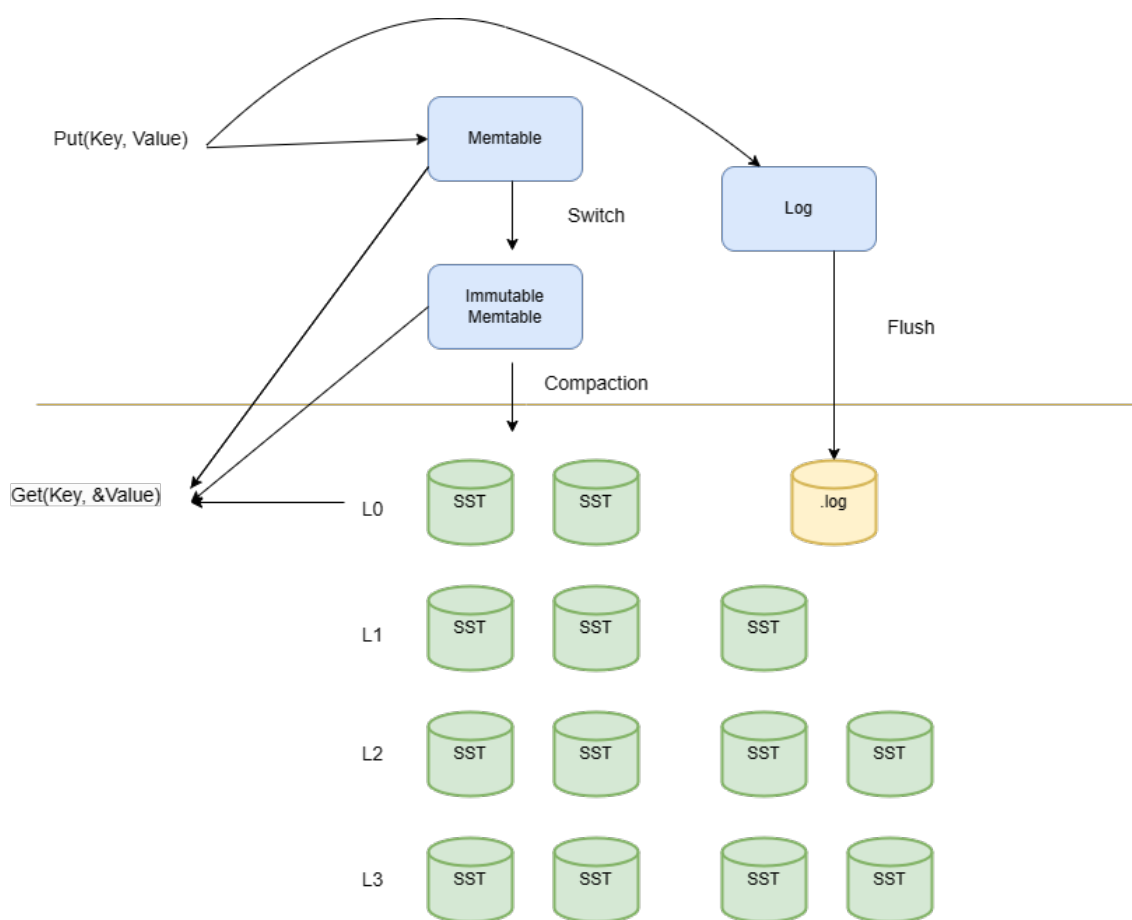 Put(Key, Value)
Memtable
Log
Switch
Immutable
Memtable
Flush
Compaction
Get(Key, &Value)
L0
SST
SST
.log
L1
SST
SST
SST
L2
SST
SST
SST
SST
L3
SST
SST
SST
SST